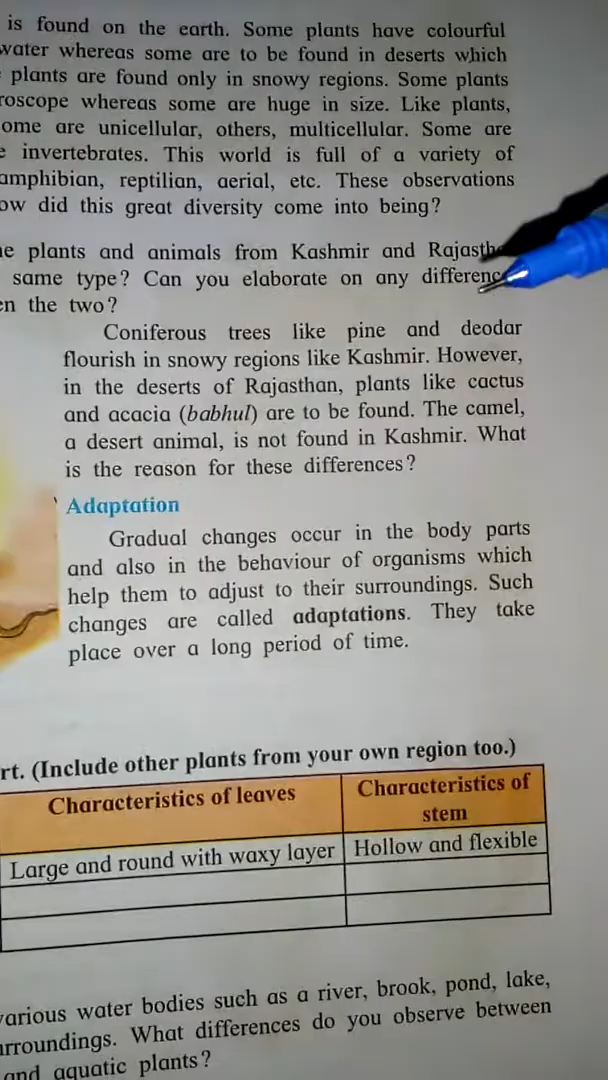 is found on the earth. Some plants have colourful
water whereas some are to be found in deserts which
plants are found only in snowy regions. Some plants
roscope whereas some are huge in size. Like plants,
ome are unicellular, others, multicellular. Some are
e invertebrates. This world is full of a variety of
amphibian, reptilian, aerial, etc. These observations
ow did this great diversity come into being?
e plants and animals from Kashmir and Rajasth
same type? Can you elaborate on any differenc
en the two?
Coniferous trees like pine and deodar
flourish in snowy regions like Kashmir. However,
in the deserts of Rajasthan, plants like cactus
and acacia (babhul) are to be found. The camel,
a desert animal, is not found in Kashmir. What
is the reason for these differences?
Adaptation
Gradual changes occur in the body parts
and also in the behaviour of organisms which
help them to adjust to their surroundings. Such
changes are called adaptations. They take
place over a long period of time.
rt. (Include other plants from your own region too.)
Characteristics of leaves
Characteristics of
stem
Large and round with waxy layer
Hollow and flexible
various water bodies such as a river, brook, pond, lake,
urroundings. What differences do you observe between
and aquatic plants?